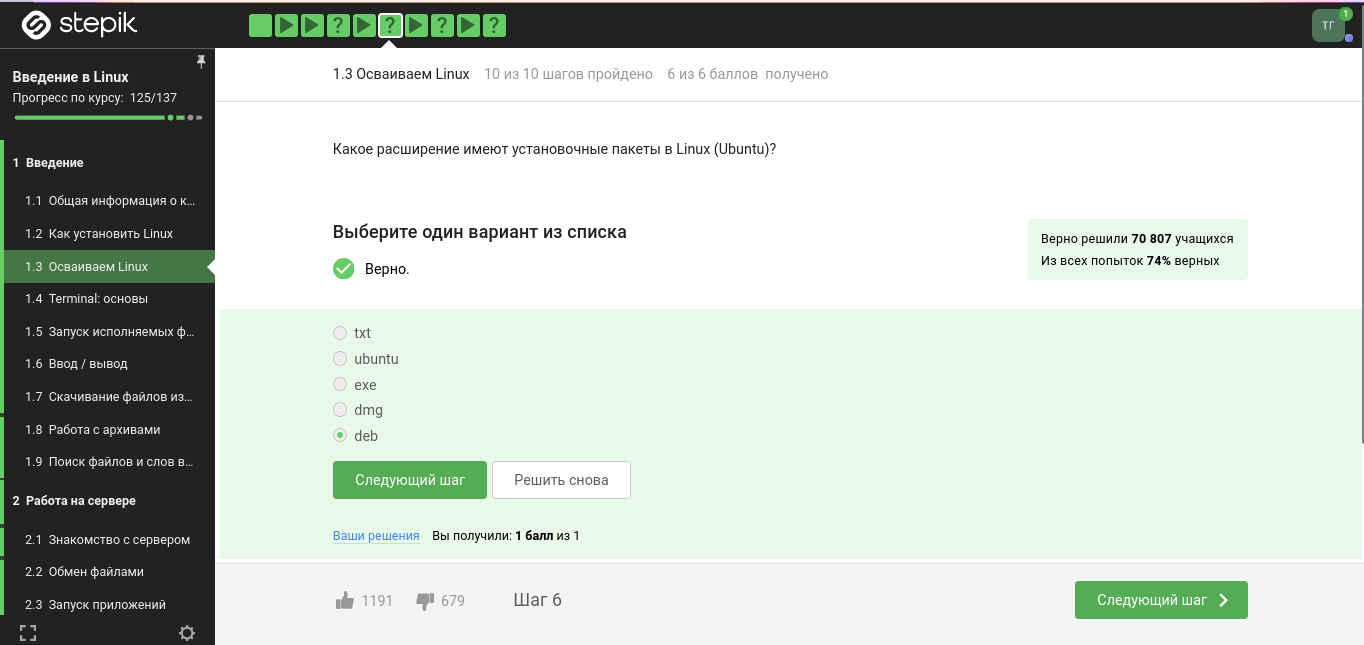 stepik
? ? ? ?
ТГ
1
Введение в Linux
Прогресс по курсу: 125/137
1 Введение
1.1 Общая информация о к...
1.2 Как установить Linux
1.3 Осваиваем Linux
1.4 Terminal: основы
1.5 Запуск исполняемых ф...
1.6 Ввод / вывод
1.7 Скачивание файлов из...
1.8 Работа с архивами
1.9 Поиск файлов и слов в...
2 Работа на сервере
2.1 Знакомство с сервером
2.2 Обмен файлами
2.3 Запуск приложений
1.3 Осваиваем Linux 10 из 10 шагов пройдено 6 из 6 баллов получено
Какое расширение имеют установочные пакеты в Linux (Ubuntu)?
Выберите один вариант из списка
Верно.
Верно решили 70 807 учащихся
Из всех попыток 74% верных
txt
ubuntu
exe
dmg
deb
Следующий шаг Решить снова
Ваши решения Вы получили: 1 балл из 1
1191 679 Шаг 6 Следующий шаг